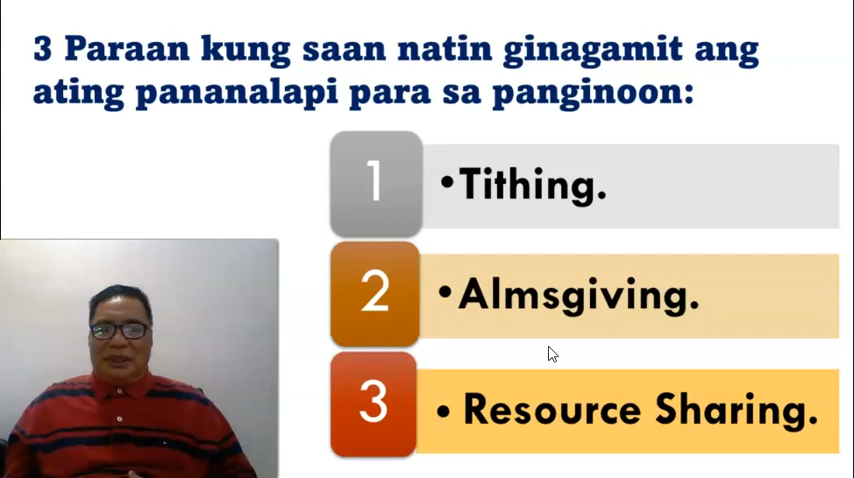 3 Paraan kung saan natin ginagamit ang
ating pananalapi para sa panginoon:
1
•Tithing.
2
•Almsgiving.
3
• Resource Sharing.